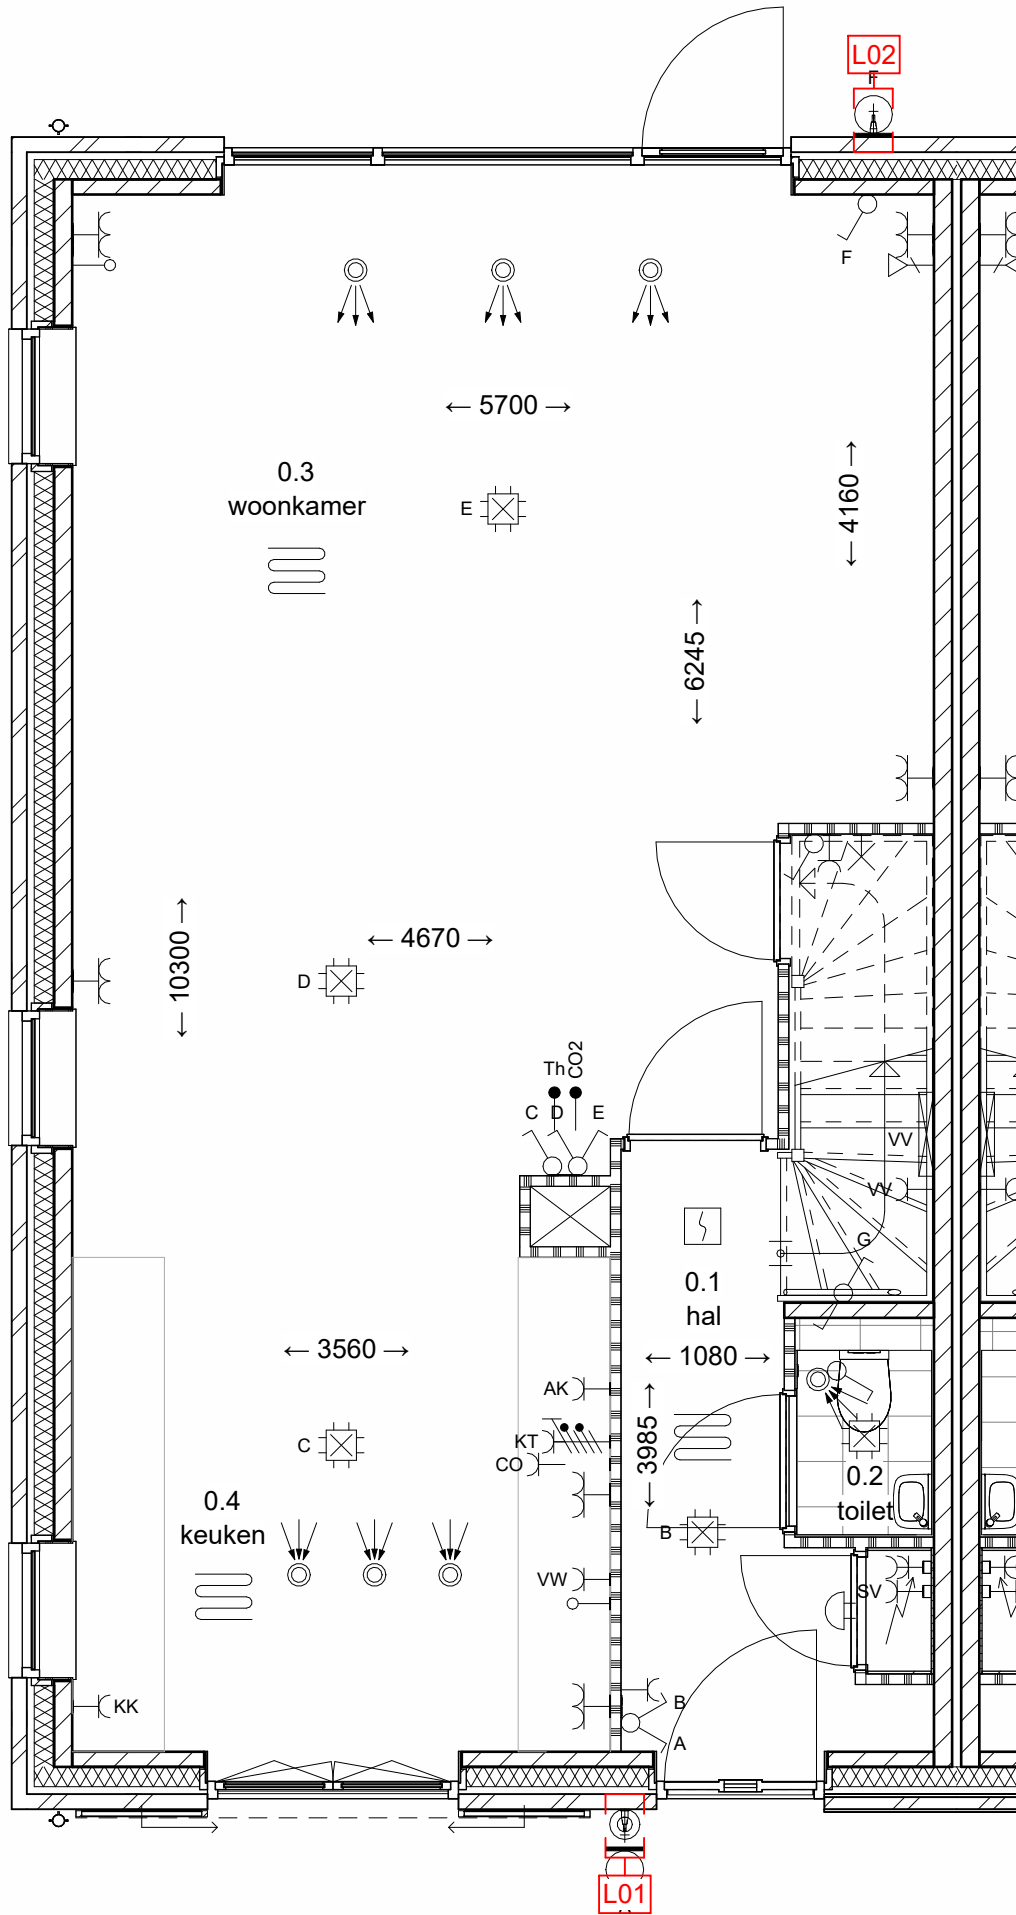 L02
F
F
← 5700 →
0.3
woonkamer
← 4160 →
E
← 6245 →
← 4670 →
← 10300 →
D
Th
CO2
C
D
E
VV
VV
G
0.1
hal
← 3560 →
← 1080 →
AK
← 3985 →
KT
C
CO
0.4
keuken
0.2
toilet
B
VW
SV
KK
B
A
L01